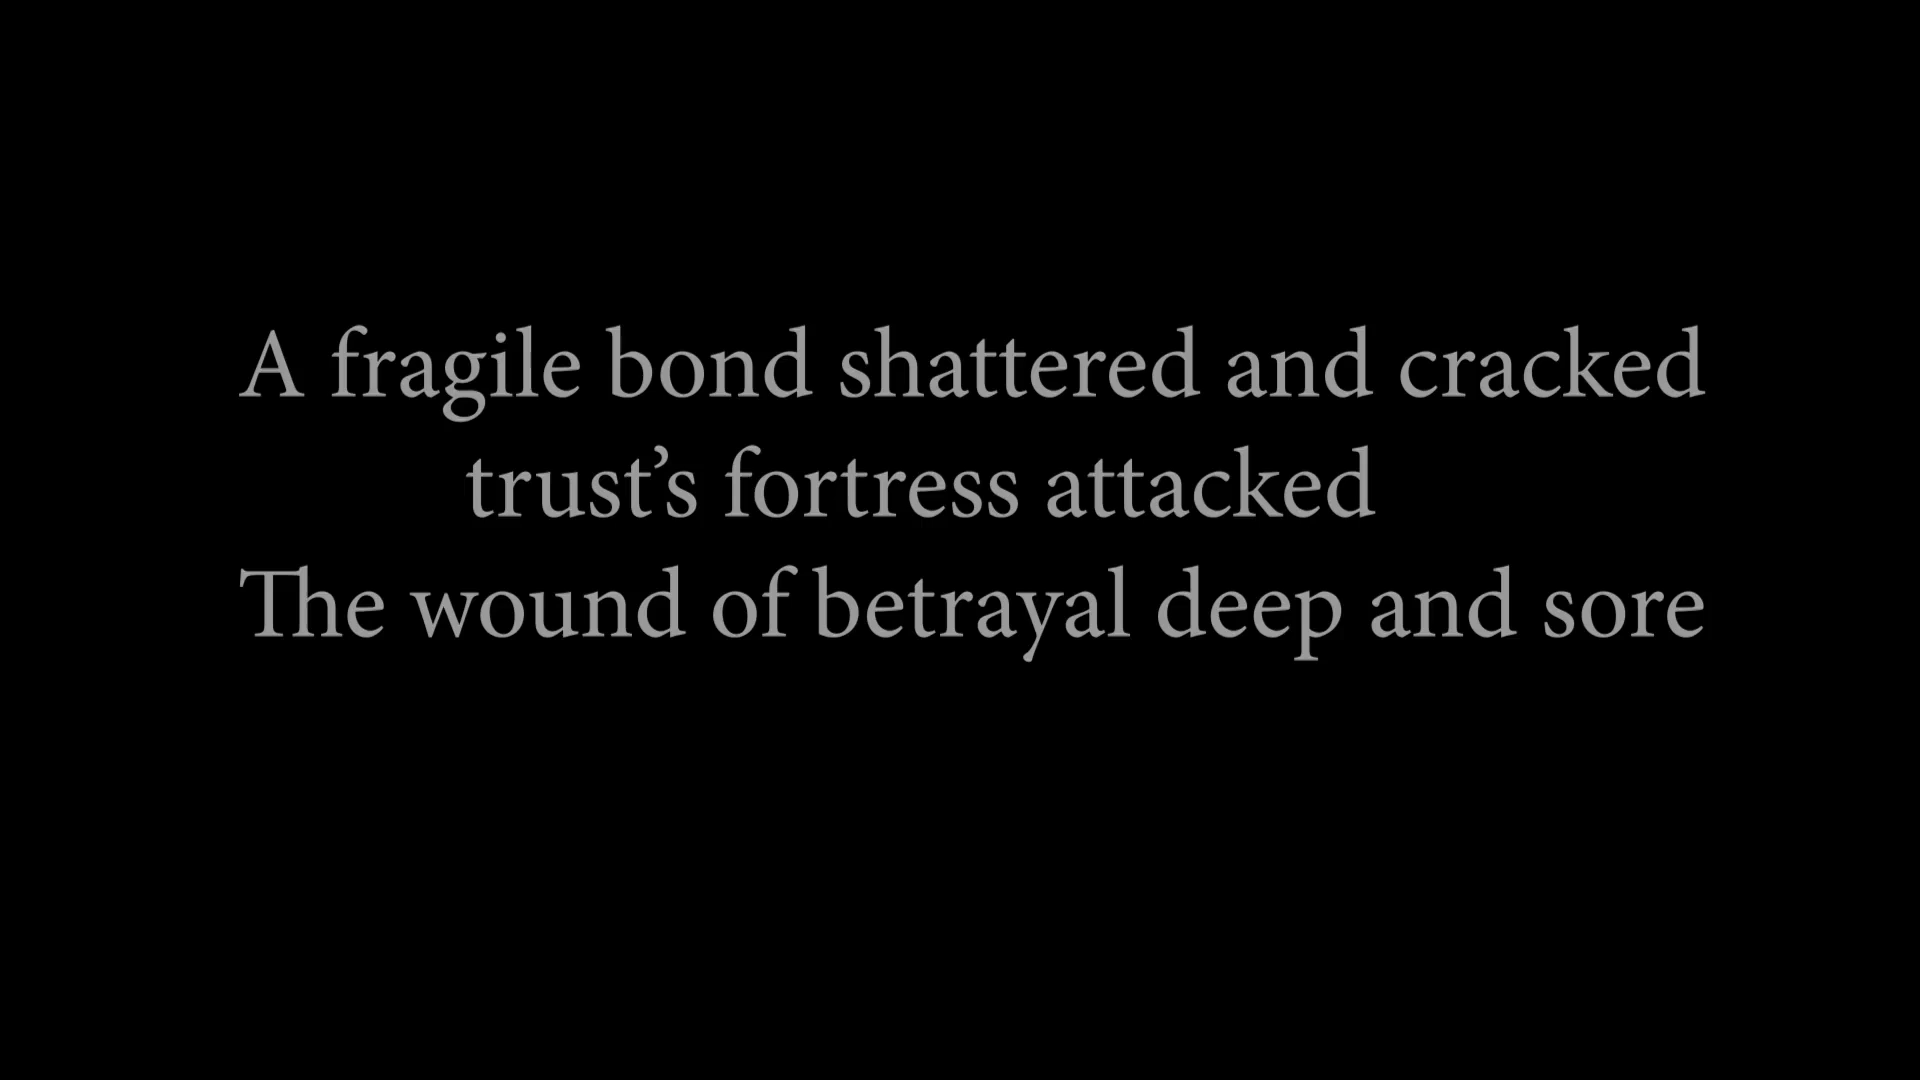 A fragile bond shattered and cracked
trust’s fortress attacked
The wound of betrayal deep and sore